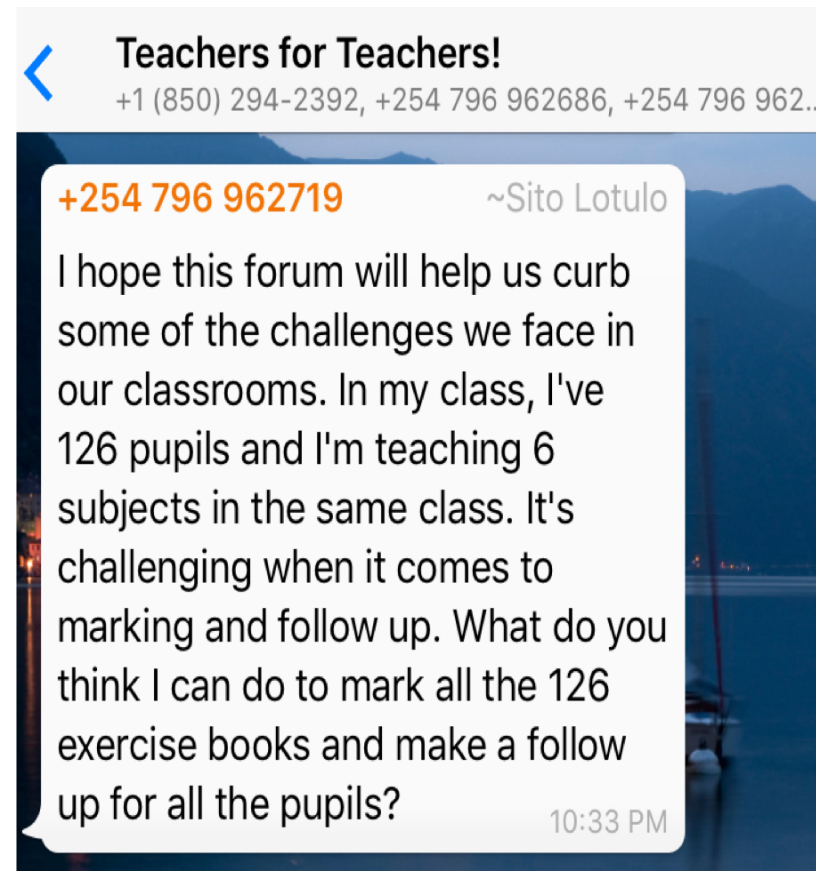 Teachers for Teachers!
+1 (850) 294-2392, +254 796 962686, +254 796 962...
+254 796 962719 ~Sito Lotulo
I hope this forum will help us curb
some of the challenges we face in
our classrooms. In my class, I've
126 pupils and I'm teaching 6
subjects in the same class. It's
challenging when it comes to
marking and follow up. What do you
think I can do to mark all the 126
exercise books and make a follow
up for all the pupils?
10:33 PM